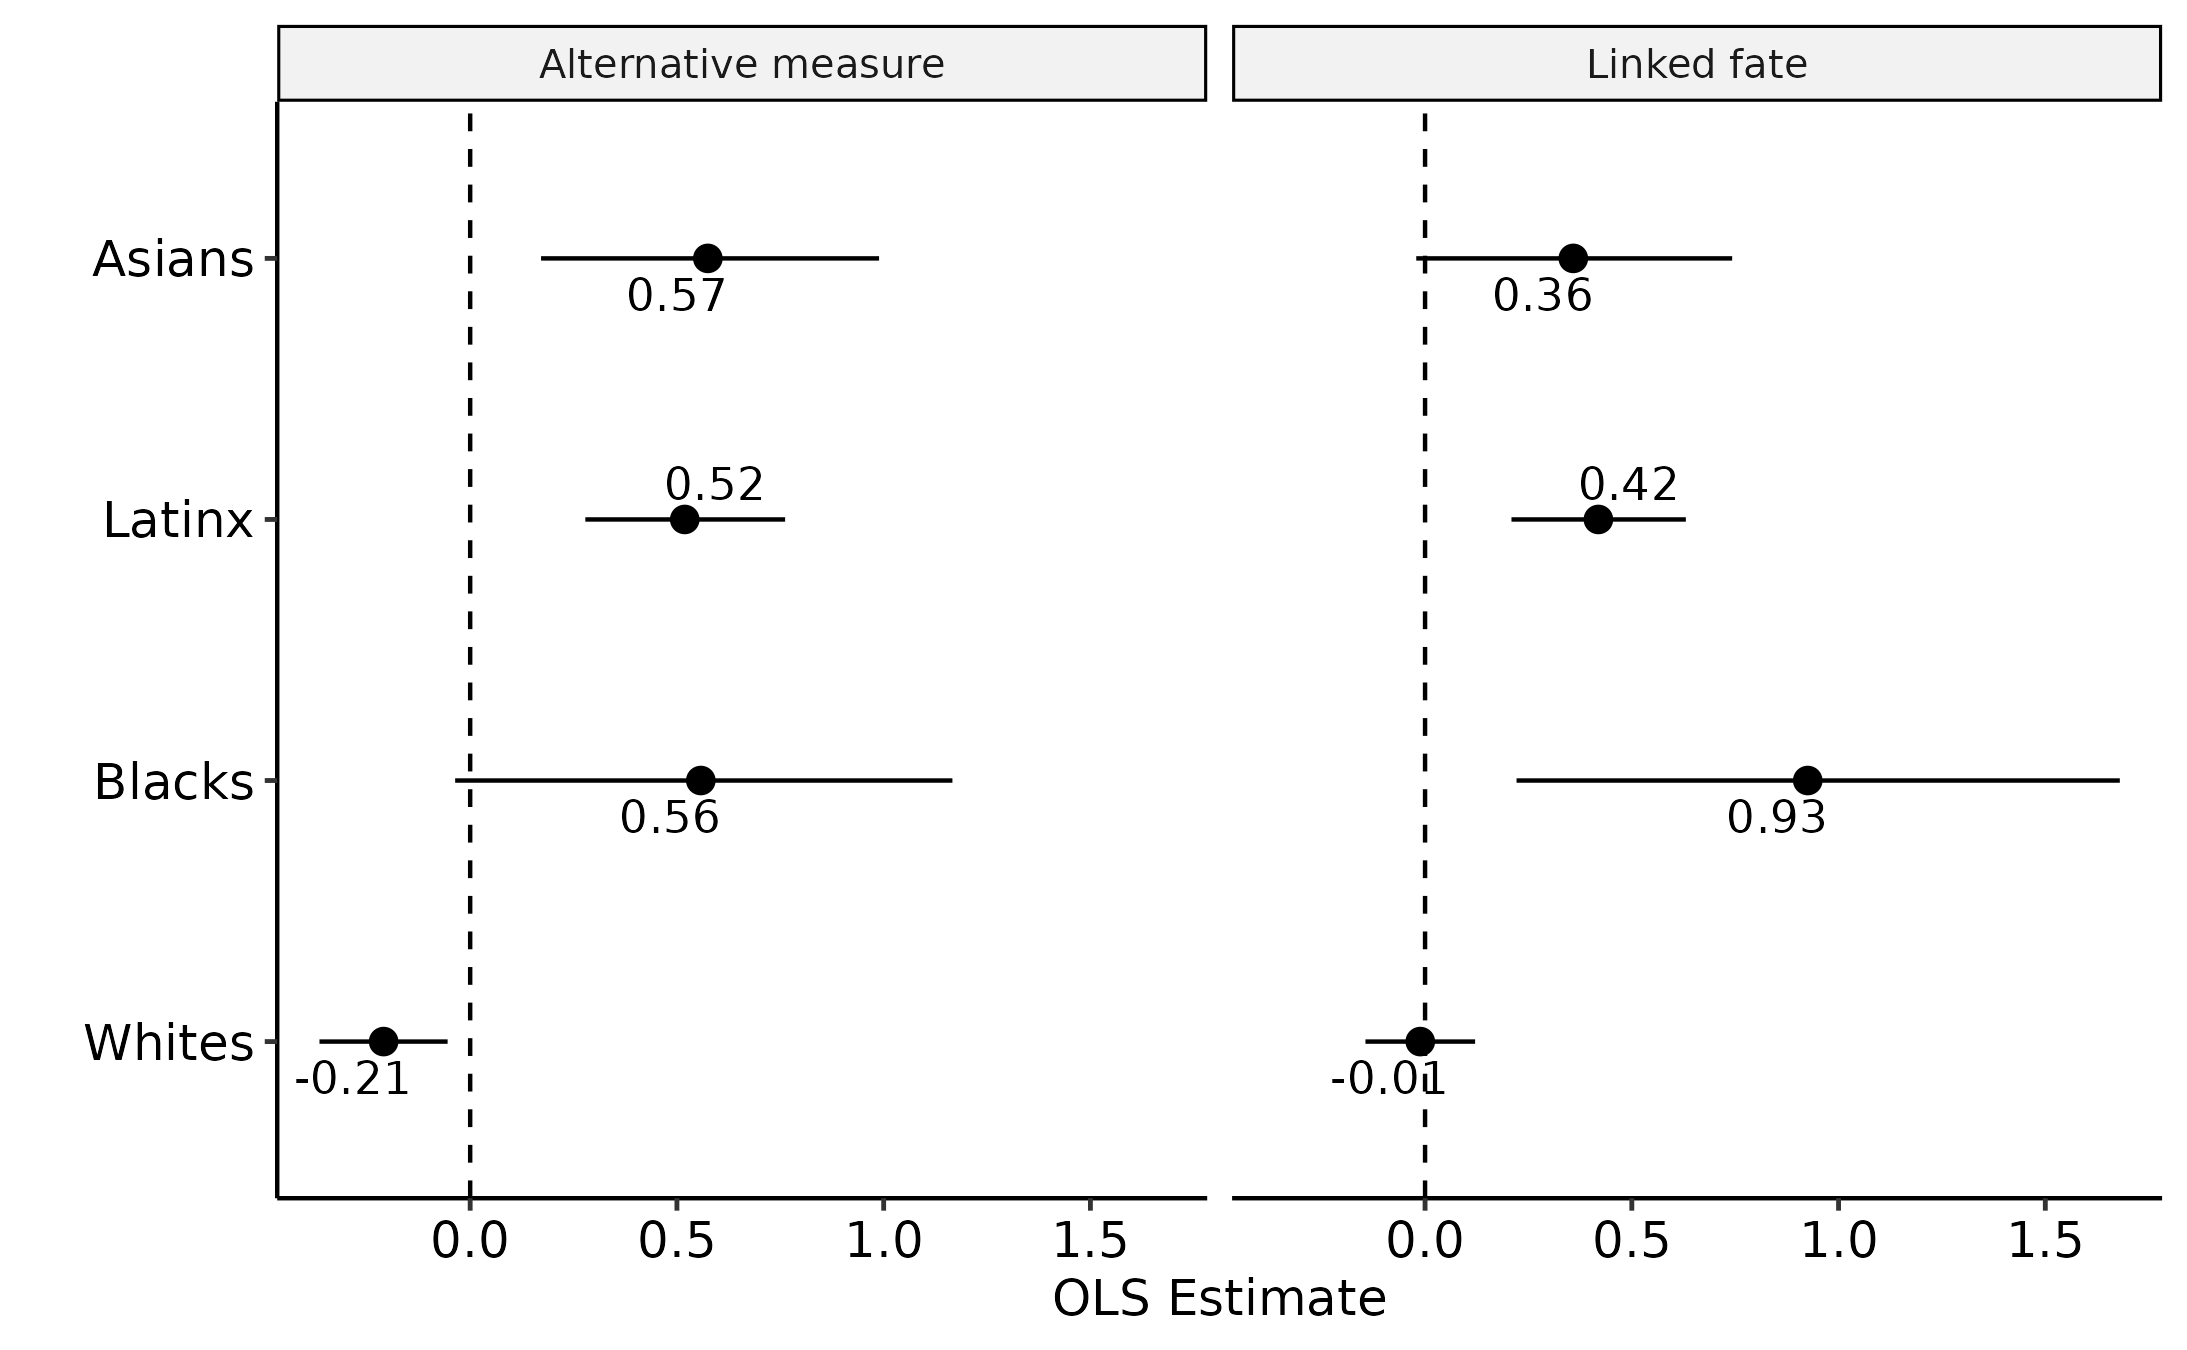 Alternative measure
Linked fate
Asians
0.57
0.36
Latinx
0.52
0.42
Blacks
0.56
0.93
Whites
-0.21
-0.01
0.0 0.5 1.0 1.5
0.0 0.5 1.0 1.5
OLS Estimate